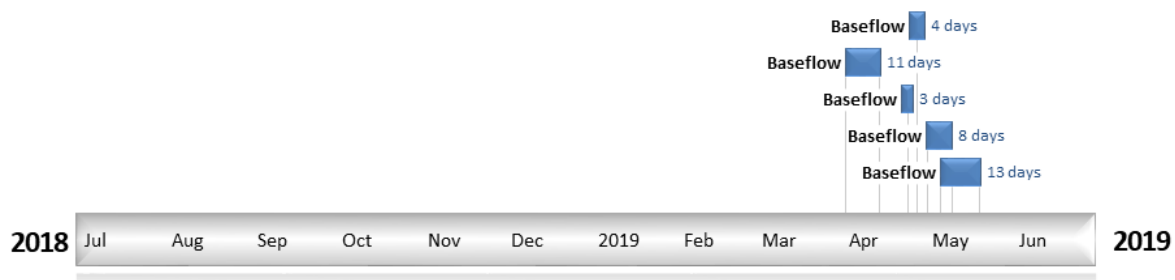 Baseflow 4 days
Baseflow 11 days
Baseflow 3 days
Baseflow 8 days
Baseflow 13 days
2018 Jul Aug Sep Oct Nov Dec 2019 Feb Mar Apr May Jun 2019